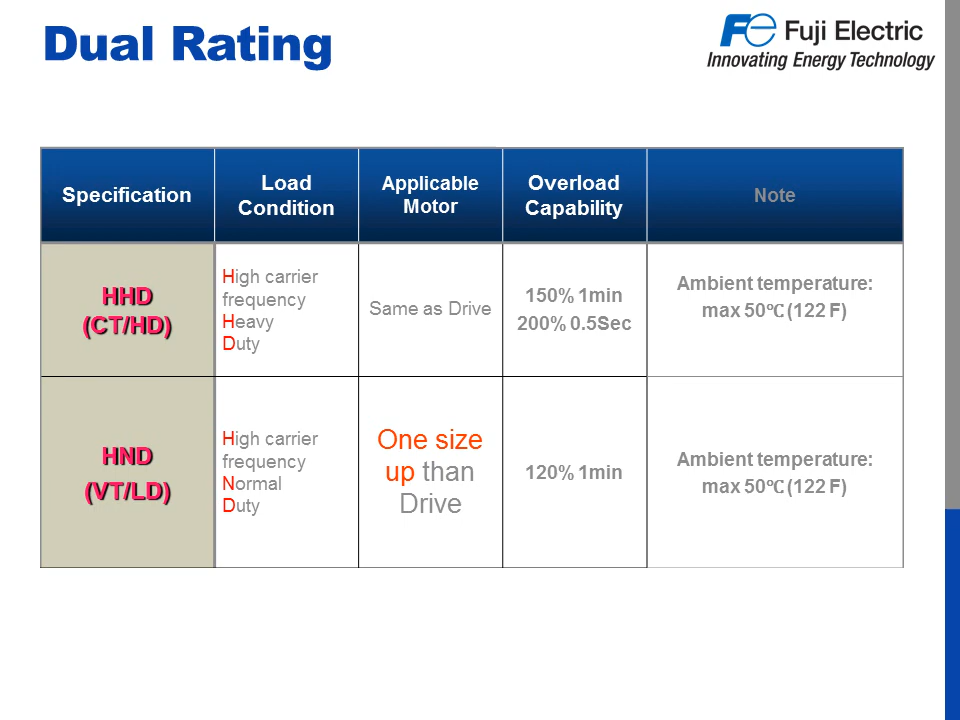 Dual Rating
Fuji Electric
Innovating Energy Technology
Specification
Load
Condition
Applicable
Motor
Overload
Capability
Note
HHD
(CT/HD)
High carrier
frequency
Heavy
Duty
Same as Drive
150% 1min
200% 0.5Sec
Ambient temperature:
max 50℃(122 F)
HND
(VT/LD)
High carrier
frequency
Normal
Duty
One size
up than
Drive
120% 1min
Ambient temperature:
max 50℃(122 F)